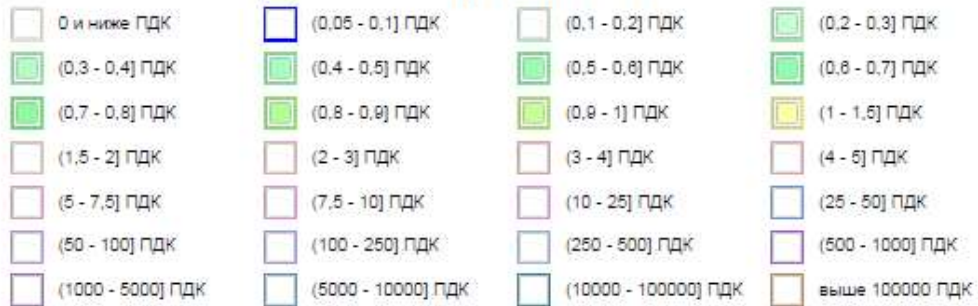 0 и ниже ПДК (0,05 - 0,1] ПДК (0,1 - 0,2] ПДК (0,2 - 0,3] ПДК
(0,3 - 0,4] ПДК (0,4 - 0,5] ПДК (0,5 - 0,6] ПДК (0,6 - 0,7] ПДК
(0,7 - 0,8] ПДК (0,8 - 0,9] ПДК (0,9 - 1] ПДК (1 - 1,5] ПДК
(1,5 - 2] ПДК (2 - 3] ПДК (3 - 4] ПДК (4 - 5] ПДК
(5 - 7,5] ПДК (7,5 - 10] ПДК (10 - 25] ПДК (25 - 50] ПДК
(50 - 100] ПДК (100 - 250] ПДК (250 - 500] ПДК (500 - 1000] ПДК
(1000 - 5000] ПДК (5000 - 10000] ПДК (10000 - 100000] ПДК выше 100000 ПДК